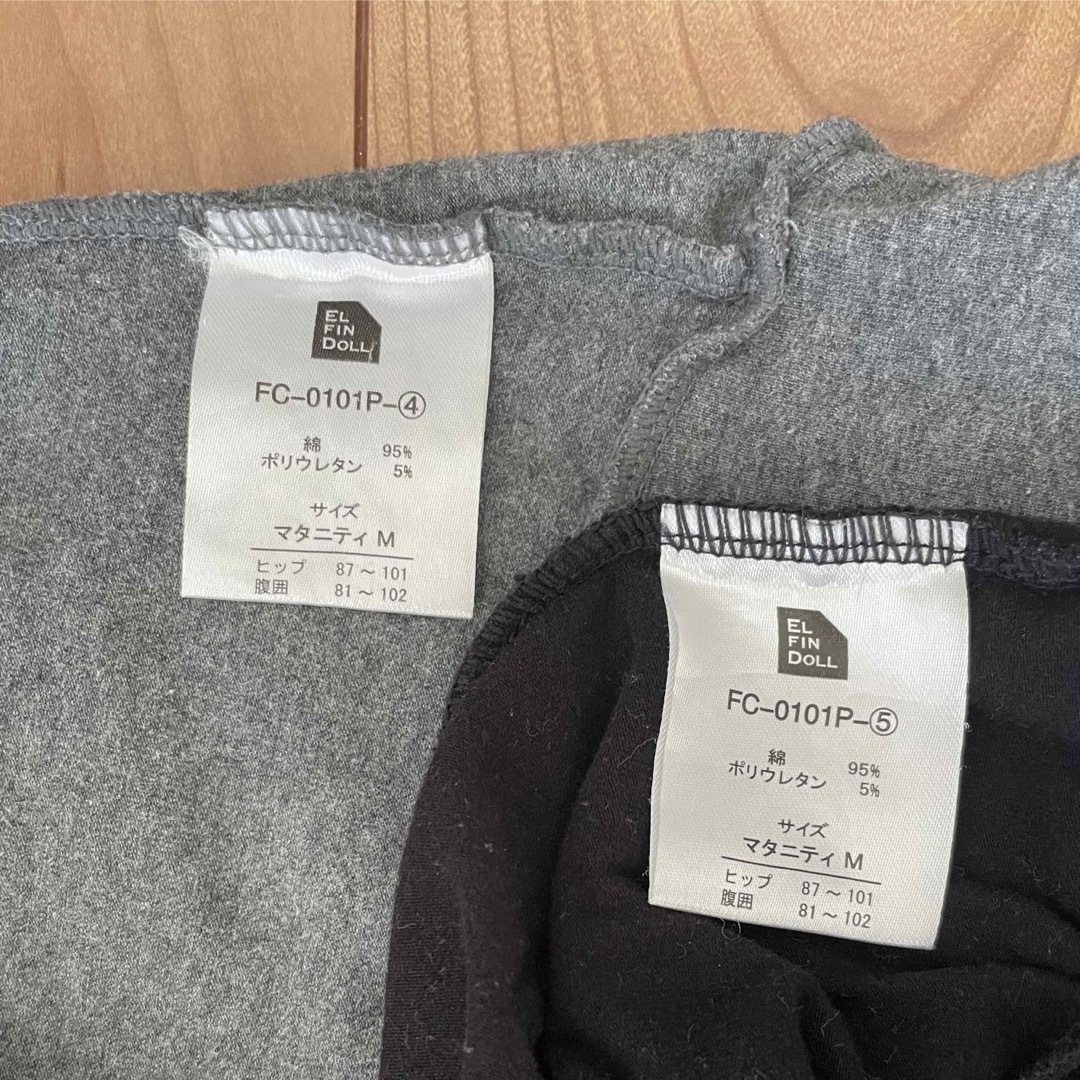 EL
FIN
DOLL
FC-0101P-④
綿 95%
ポリウレタン 5%
サイズ
マタニティ M
ヒップ 87～101
腹囲 81～102
EL
FIN
DOLL
FC-0101P-⑤
綿 95%
ポリウレタン 5%
サイズ
マタニティ M
ヒップ 87～101
腹囲 81～102